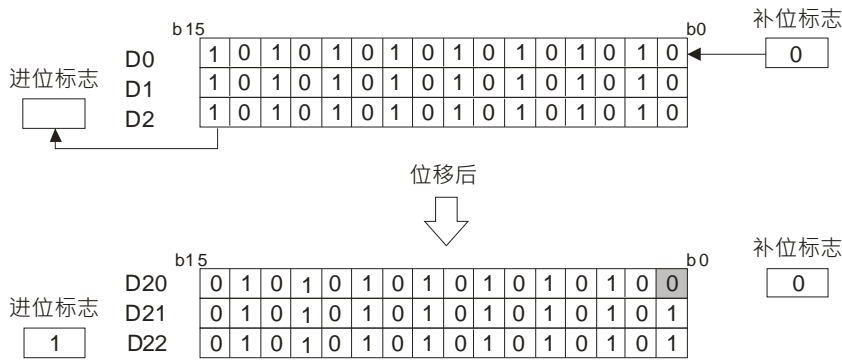 补位标志
b15 b0
D0 1 0 1 0 1 0 1 0 1 0 1 0 1 0 1 0 0
进位标志 D1 1 0 1 0 1 0 1 0 1 0 1 0 1 0 1 0
D2 1 0 1 0 1 0 1 0 1 0 1 0 1 0 1 0
位移后
b15 b0 补位标志
D20 0 1 0 1 0 1 0 1 0 1 0 1 0 1 0 0 0
进位标志 D21 0 1 0 1 0 1 0 1 0 1 0 1 0 1 0 1
1 D22 0 1 0 1 0 1 0 1 0 1 0 1 0 1 0 1